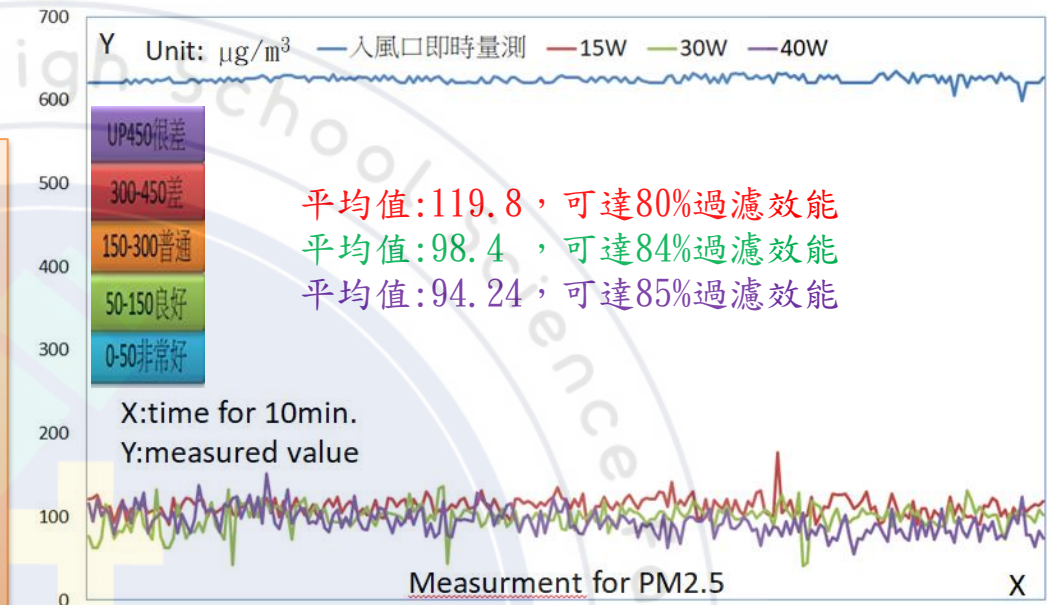 700
Y Unit: μg/m³ 入風口即時量測 15W 30W 40W
600
UP450很差
500
300-450差
平均值:119.8,可達80%過濾效能
150-300普通
平均值:98.4 ,可達84%過濾效能
400
50-150良好
平均值:94.24,可達85%過濾效能
300
0-50非常好
X:time for 10min.
200
Y:measured value
100
Measurment for PM2.5 X
0
igh School Science